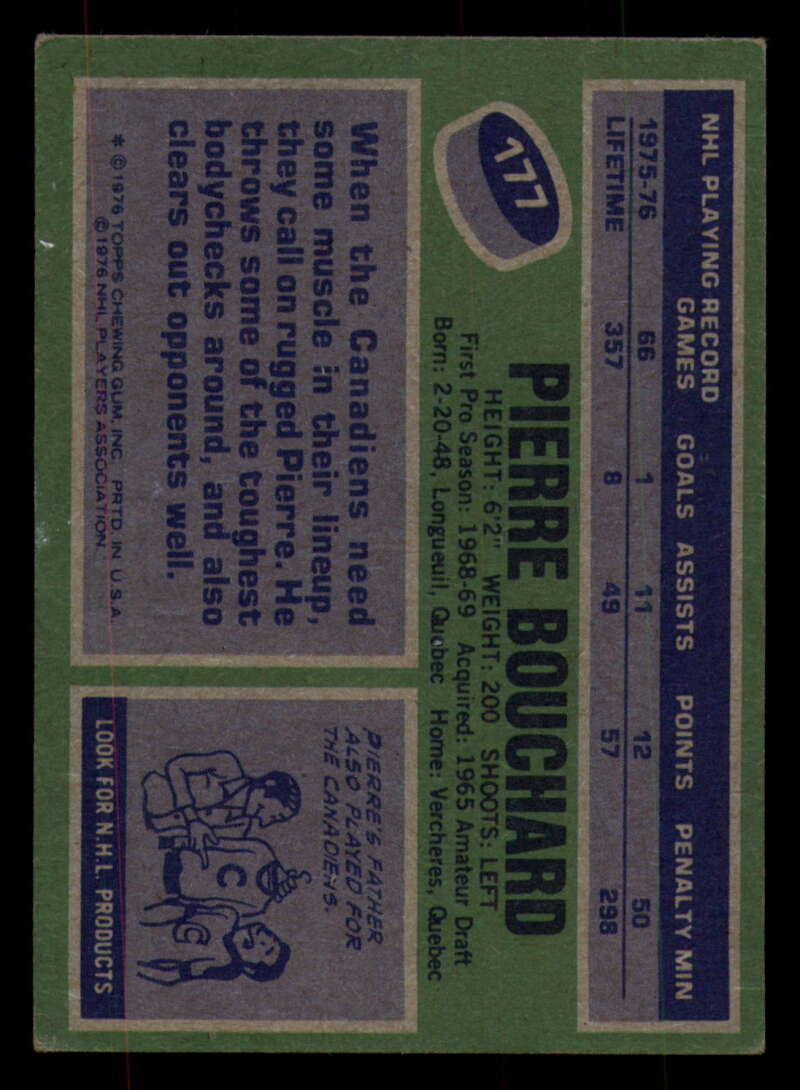 NHL PLAYING RECORD
GAMES GOALS ASSISTS POINTS PENALTY MIN
1975-76 66 1 11 12 50
LIFETIME 357 8 49 57 298
177
PIERRE BOUCHARD
HEIGHT: 6'2" WEIGHT: 200 SHOOTS: LEFT
First Pro Season: 1968-69 Acquired: 1965 Amateur Draft
Born: 2-20-48, Longueuil, Quebec Home: Vercheres, Quebec
When the Canadiens need
some muscle in their lineup,
they call on rugged Pierre. He
throws some of the toughest
bodychecks around, and also
clears out opponents well.
* © 1976 TOPPS CHEWING GUM, INC. PRTD. IN U.S.A.
© 1976 NHL PLAYERS ASSOCIATION
PIERRE'S FATHER
ALSO PLAYED FOR
THE CANADIENS.
C
C
LOOK FOR N.H.L. PRODUCTS